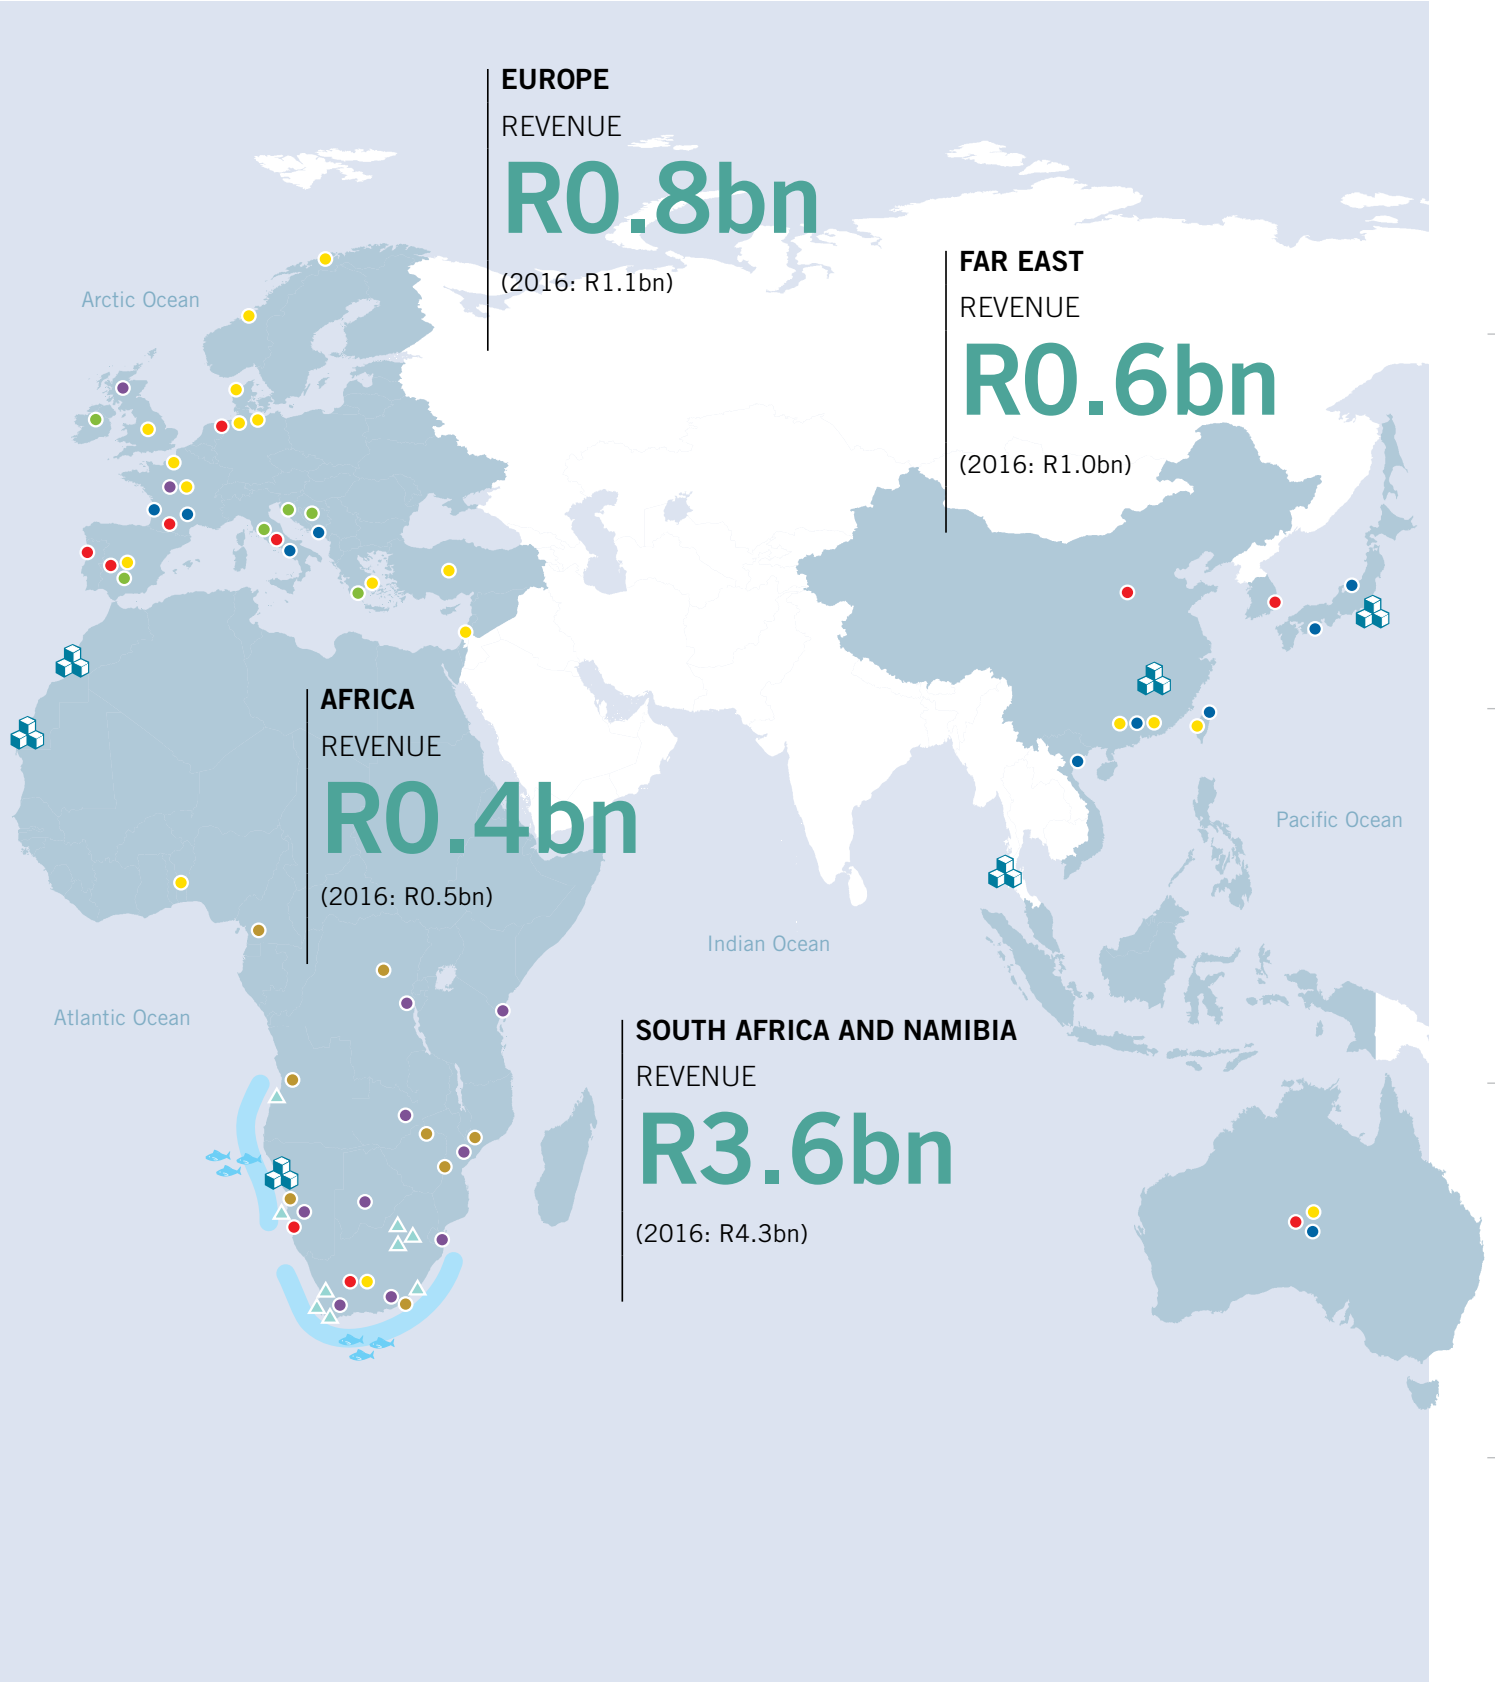 EUROPE
REVENUE
R0.8bn
(2016: R1.1bn)
FAR EAST
REVENUE
R0.6bn
(2016: R1.0bn)
Arctic Ocean
AFRICA
REVENUE
R0.4bn
(2016: R0.5bn)
Pacific Ocean
Indian Ocean
Atlantic Ocean
SOUTH AFRICA AND NAMIBIA
REVENUE
R3.6bn
(2016: R4.3bn)